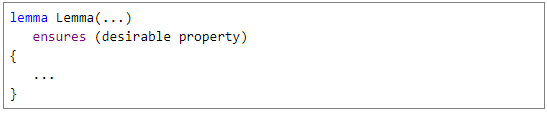 lemma Lemma(...)
   ensures (desirable property)
{
   ...
}